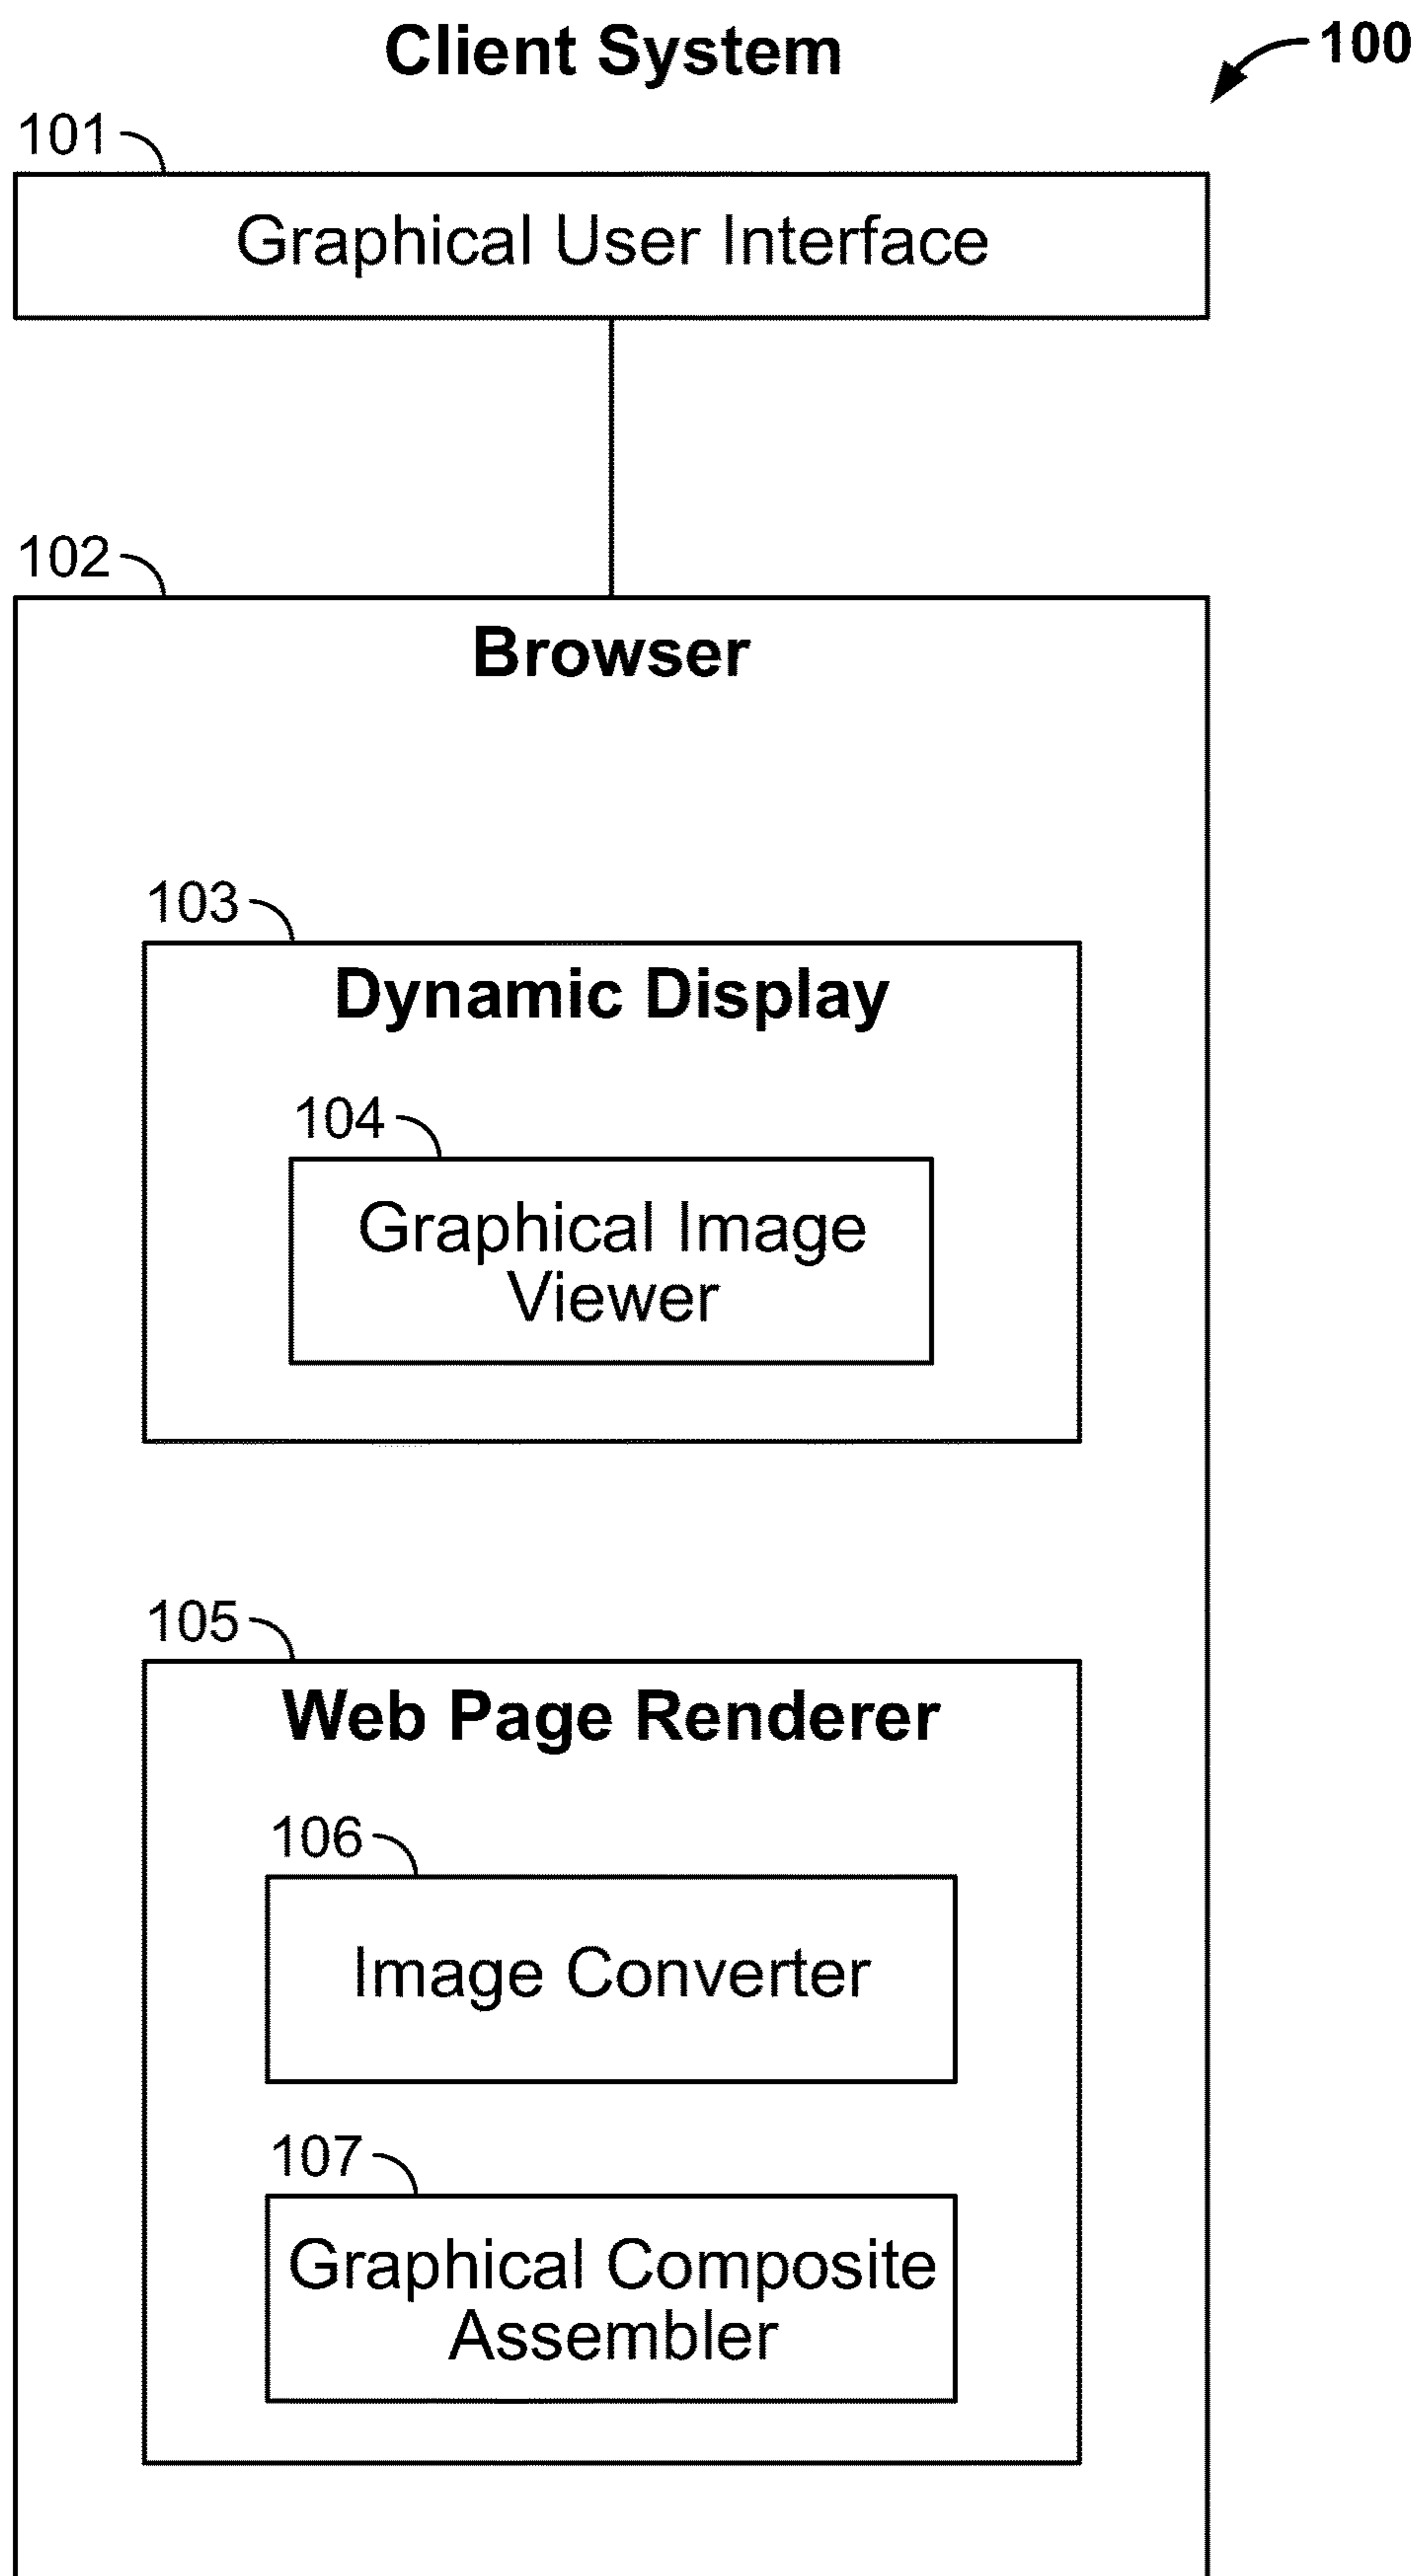 Client System
100
101
Graphical User Interface
102
Browser
103
Dynamic Display
104
Graphical Image
Viewer
105
Web Page Renderer
106
Image Converter
107
Graphical Composite
Assembler